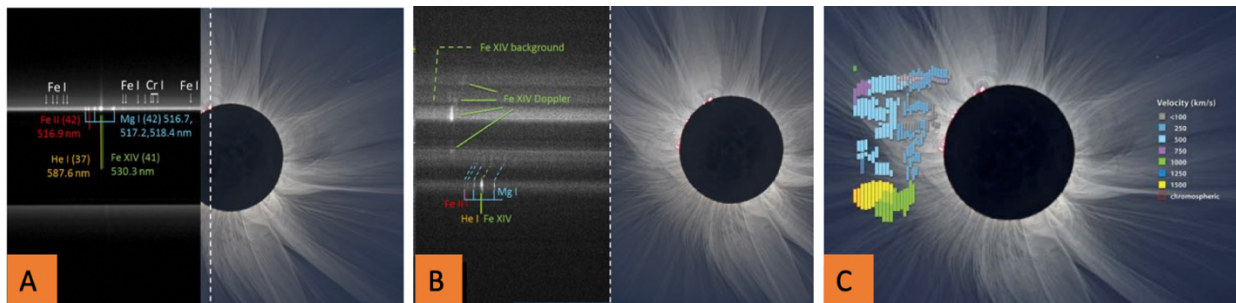 Fe I
Fe I Cr I
Fe I
Fe II (42)
516.9 nm
Mg I (42) 516.7,
517.2,518.4 nm
He I (37)
587.6 nm
Fe XIV (41)
530.3 nm
A
Fe XIV background
Fe XIV Doppler
Fe II
Mg I
He I
Fe XIV
B
Velocity (km/s)
<100
250
500
750
1000
1250
1500
chromospheric
C